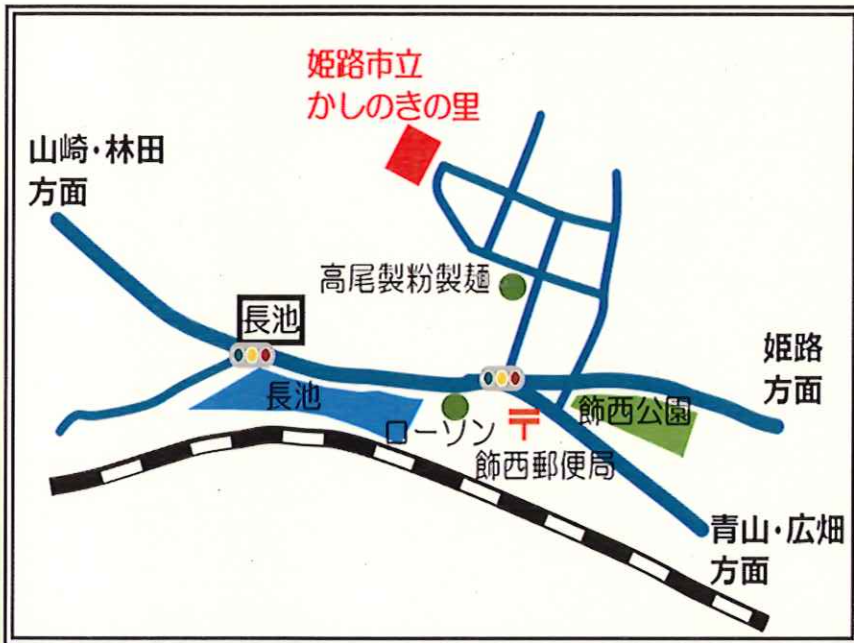 姫路市立
かしのきの里
山崎・林田
方面
高尾製粉製麺
長池
姫路
方面
長池
ローソン
飾西公園
〒
飾西郵便局
青山・広畑
方面